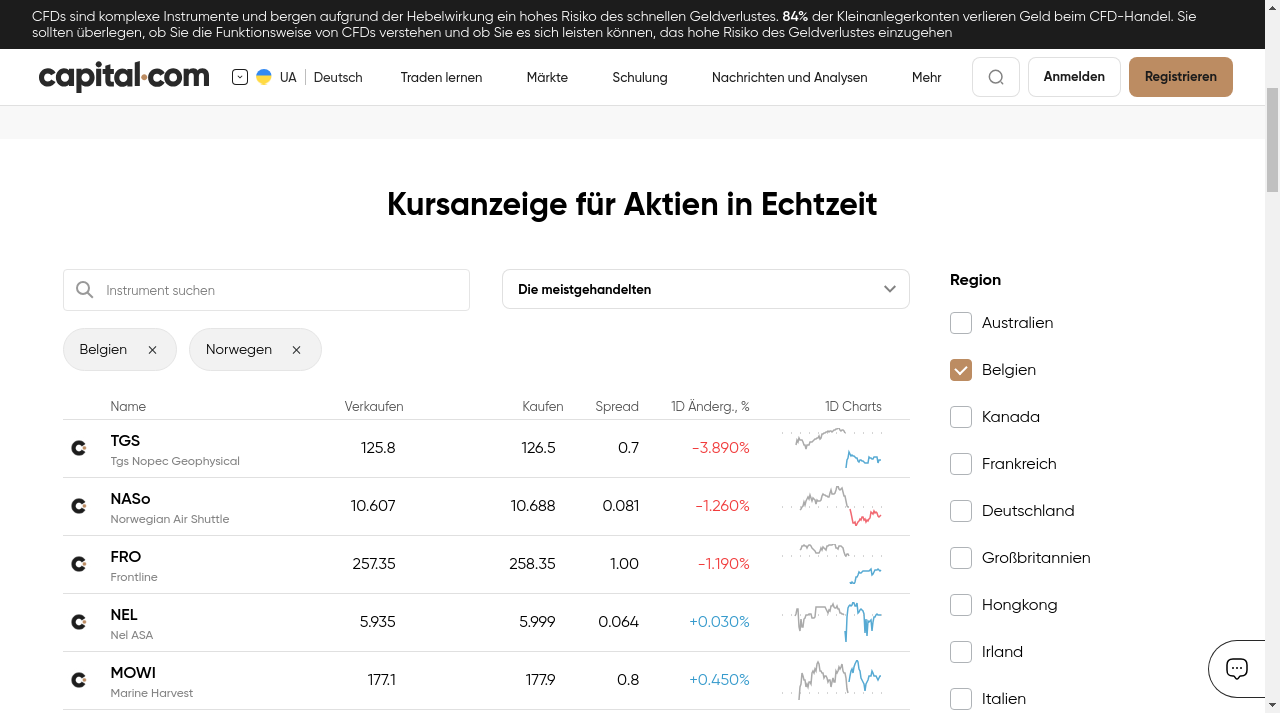 CFDs sind komplexe Instrumente und bergen aufgrund der Hebelwirkung ein hohes Risiko des schnellen Geldverlustes. 84% der Kleinanlegerkonten verlieren Geld beim CFD-Handel. Sie
sollten überlegen, ob Sie die Funktionsweise von CFDs verstehen und ob Sie es sich leisten können, das hohe Risiko des Geldverlustes einzugehen
capital.com UA Deutsch Traden lernen Märkte Schulung Nachrichten und Analysen Mehr Anmelden Registrieren
Kursanzeige für Aktien in Echtzeit
Instrument suchen Die meistgehandelten
Belgien Norwegen
Name Verkaufen Kaufen Spread 1D Änderg., % 1D Charts
TGS 125.8 126.5 0.7 -3.890%
Tgs Nopec Geophysical
NASo 10.607 10.688 0.081 -1.260%
Norwegian Air Shuttle
FRO 257.35 258.35 1.00 -1.190%
Frontline
NEL 5.935 5.999 0.064 +0.030%
Nel ASA
MOWI 177.1 177.9 0.8 +0.450%
Marine Harvest
Region
Australien
Belgien
Kanada
Frankreich
Deutschland
Großbritannien
Hongkong
Irland
Italien